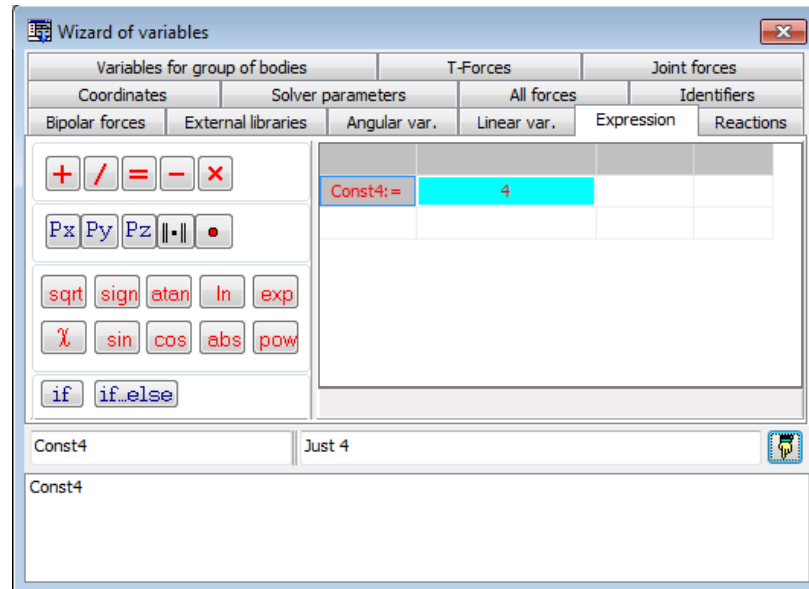 Wizard of variables
Variables for group of bodies T-Forces Joint forces
Coordinates Solver parameters All forces Identifiers
Bipolar forces External libraries Angular var. Linear var. Expression Reactions
+ / = − ×
Px Py Pz ‖•‖ •
Const4:= 4
sqrt sign atan ln exp
χ sin cos abs pow
if if…else
Const4 Just 4
Const4